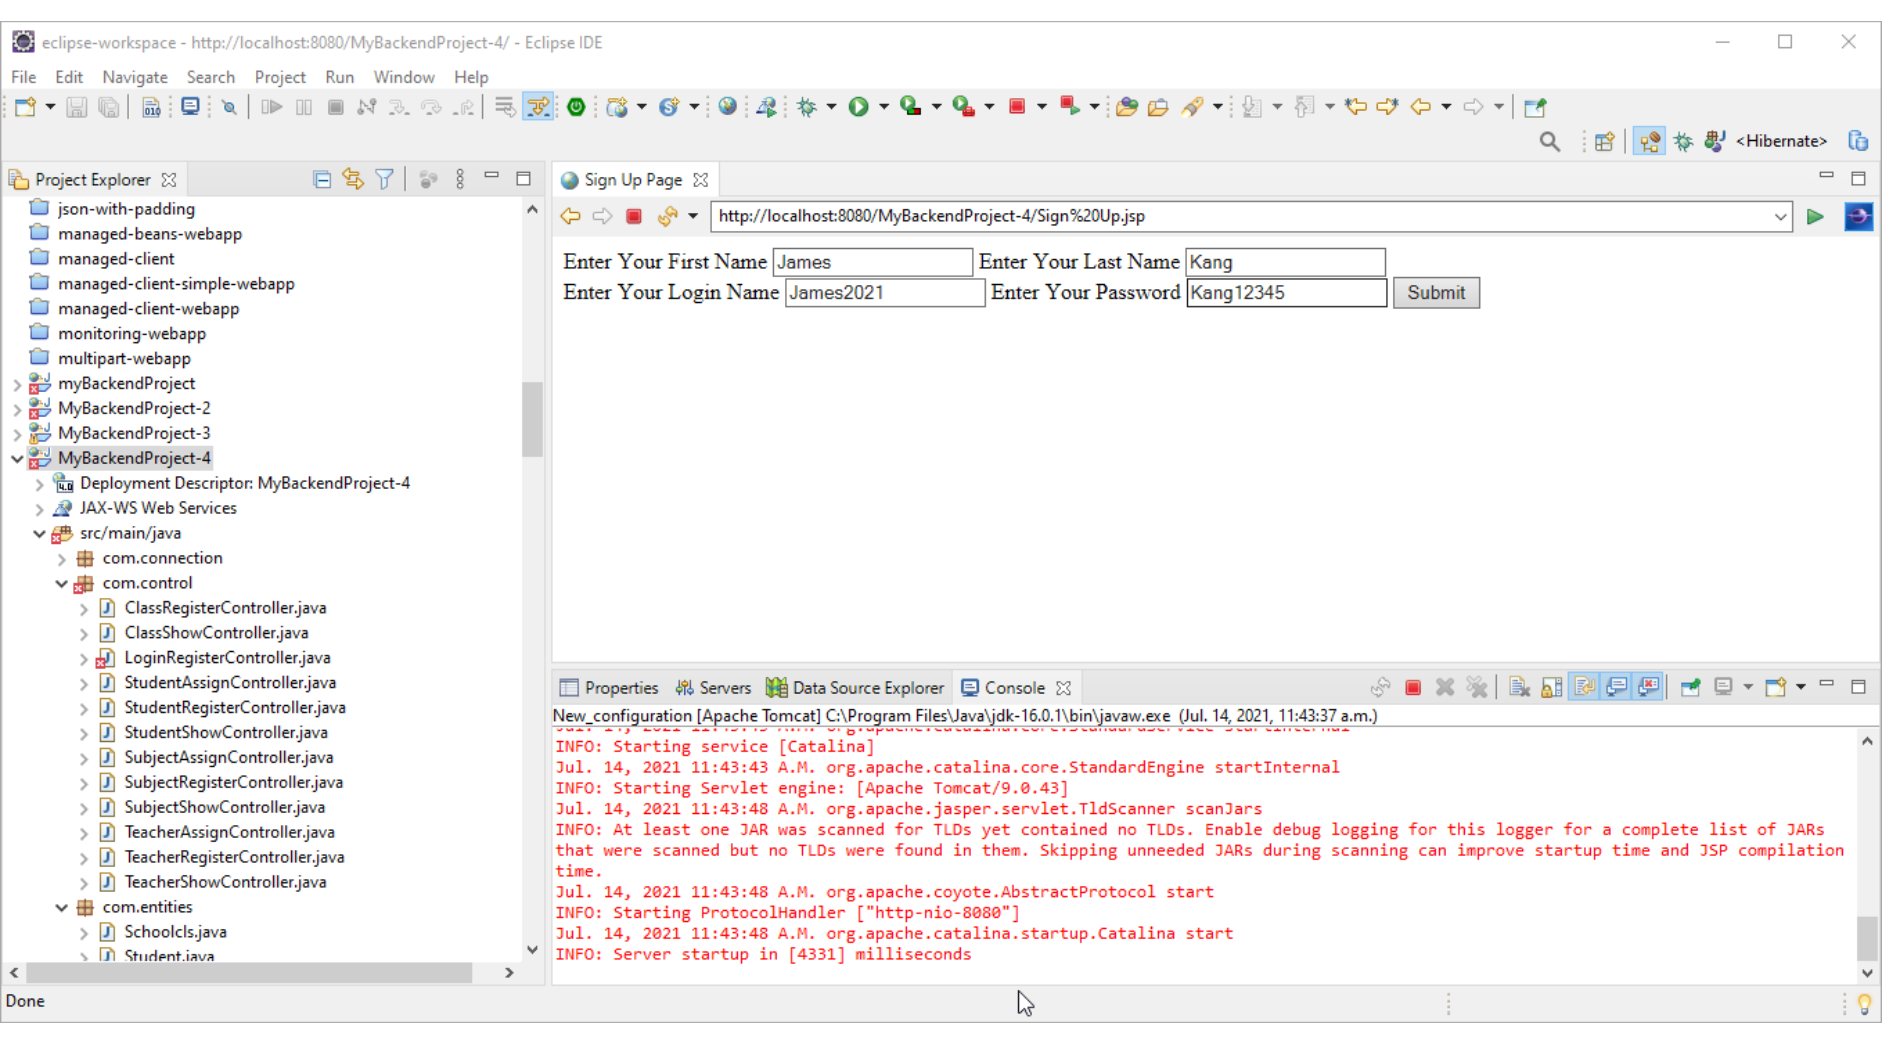 eclipse-workspace - http://localhost:8080/MyBackendProject-4/ - Eclipse IDE
File Edit Navigate Search Project Run Window Help
<Hibernate>
Project Explorer
json-with-padding
managed-beans-webapp
managed-client
managed-client-simple-webapp
managed-client-webapp
monitoring-webapp
multipart-webapp
myBackendProject
MyBackendProject-2
MyBackendProject-3
MyBackendProject-4
Deployment Descriptor: MyBackendProject-4
JAX-WS Web Services
src/main/java
com.connection
com.control
ClassRegisterController.java
ClassShowController.java
LoginRegisterController.java
StudentAssignController.java
StudentRegisterController.java
StudentShowController.java
SubjectAssignController.java
SubjectRegisterController.java
SubjectShowController.java
TeacherAssignController.java
TeacherRegisterController.java
TeacherShowController.java
com.entities
Schoolcls.java
Student.java
Sign Up Page
http://localhost:8080/MyBackendProject-4/Sign%20Up.jsp
Enter Your First Name James Enter Your Last Name Kang
Enter Your Login Name James2021 Enter Your Password Kang12345 Submit
Properties Servers Data Source Explorer Console
New_configuration [Apache Tomcat] C:\Program Files\Java\jdk-16.0.1\bin\javaw.exe (Jul. 14, 2021, 11:43:37 a.m.)
INFO: Starting service [Catalina]
Jul. 14, 2021 11:43:43 A.M. org.apache.catalina.core.StandardEngine startInternal
INFO: Starting Servlet engine: [Apache Tomcat/9.0.43]
Jul. 14, 2021 11:43:48 A.M. org.apache.jasper.servlet.TldScanner scanJars
INFO: At least one JAR was scanned for TLDs yet contained no TLDs. Enable debug logging for this logger for a complete list of JARs
that were scanned but no TLDs were found in them. Skipping unneeded JARs during scanning can improve startup time and JSP compilation
time.
Jul. 14, 2021 11:43:48 A.M. org.apache.coyote.AbstractProtocol start
INFO: Starting ProtocolHandler ["http-nio-8080"]
Jul. 14, 2021 11:43:48 A.M. org.apache.catalina.startup.Catalina start
INFO: Server startup in [4331] milliseconds
Done